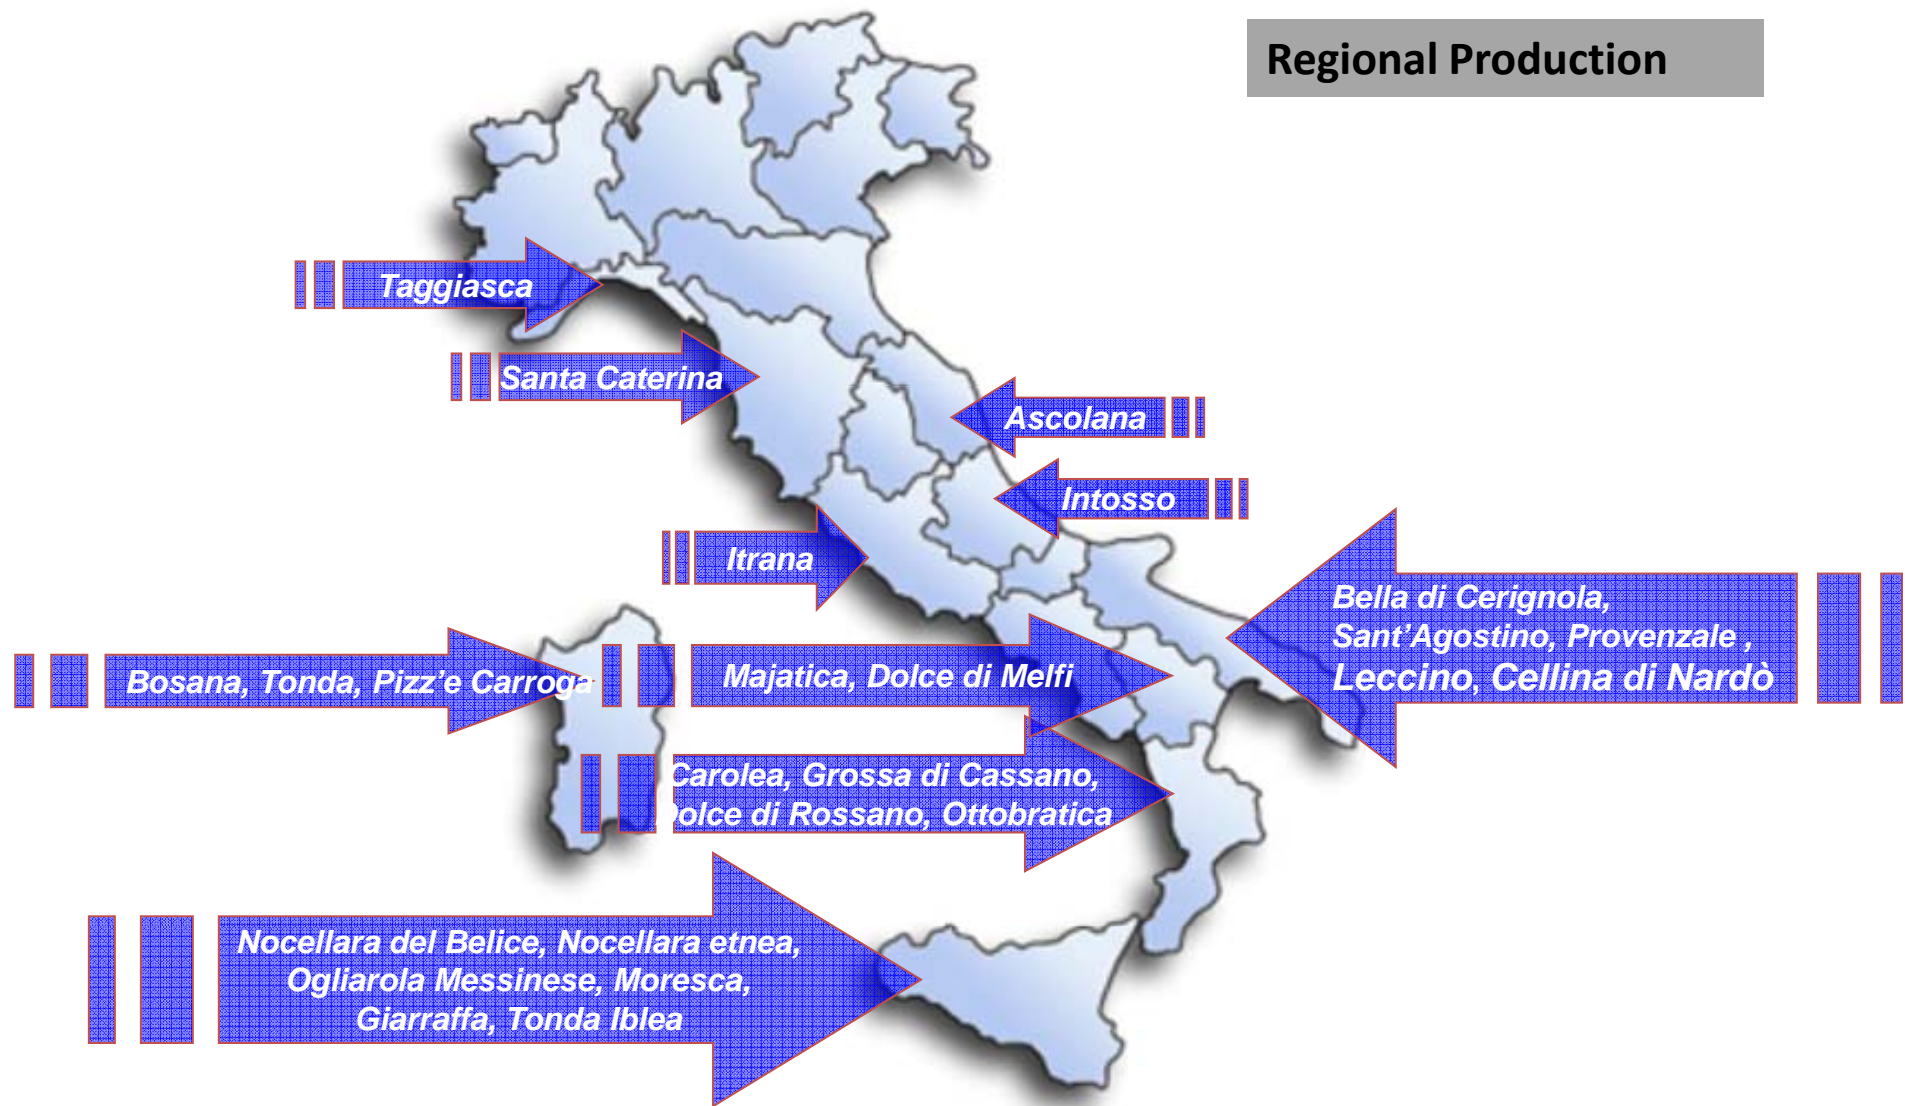 Regional Production
Taggiasca
Santa Caterina
Ascolana
Intosso
Itrana
Bella di Cerignola,
Sant’Agostino, Provenzale ,
Leccino, Cellina di Nardò
Bosana, Tonda, Pizz’e Carroga
Majatica, Dolce di Melfi
Carolea, Grossa di Cassano,
Dolce di Rossano, Ottobratica
Nocellara del Belice, Nocellara etnea,
Ogliarola Messinese, Moresca,
Giarraffa, Tonda Iblea